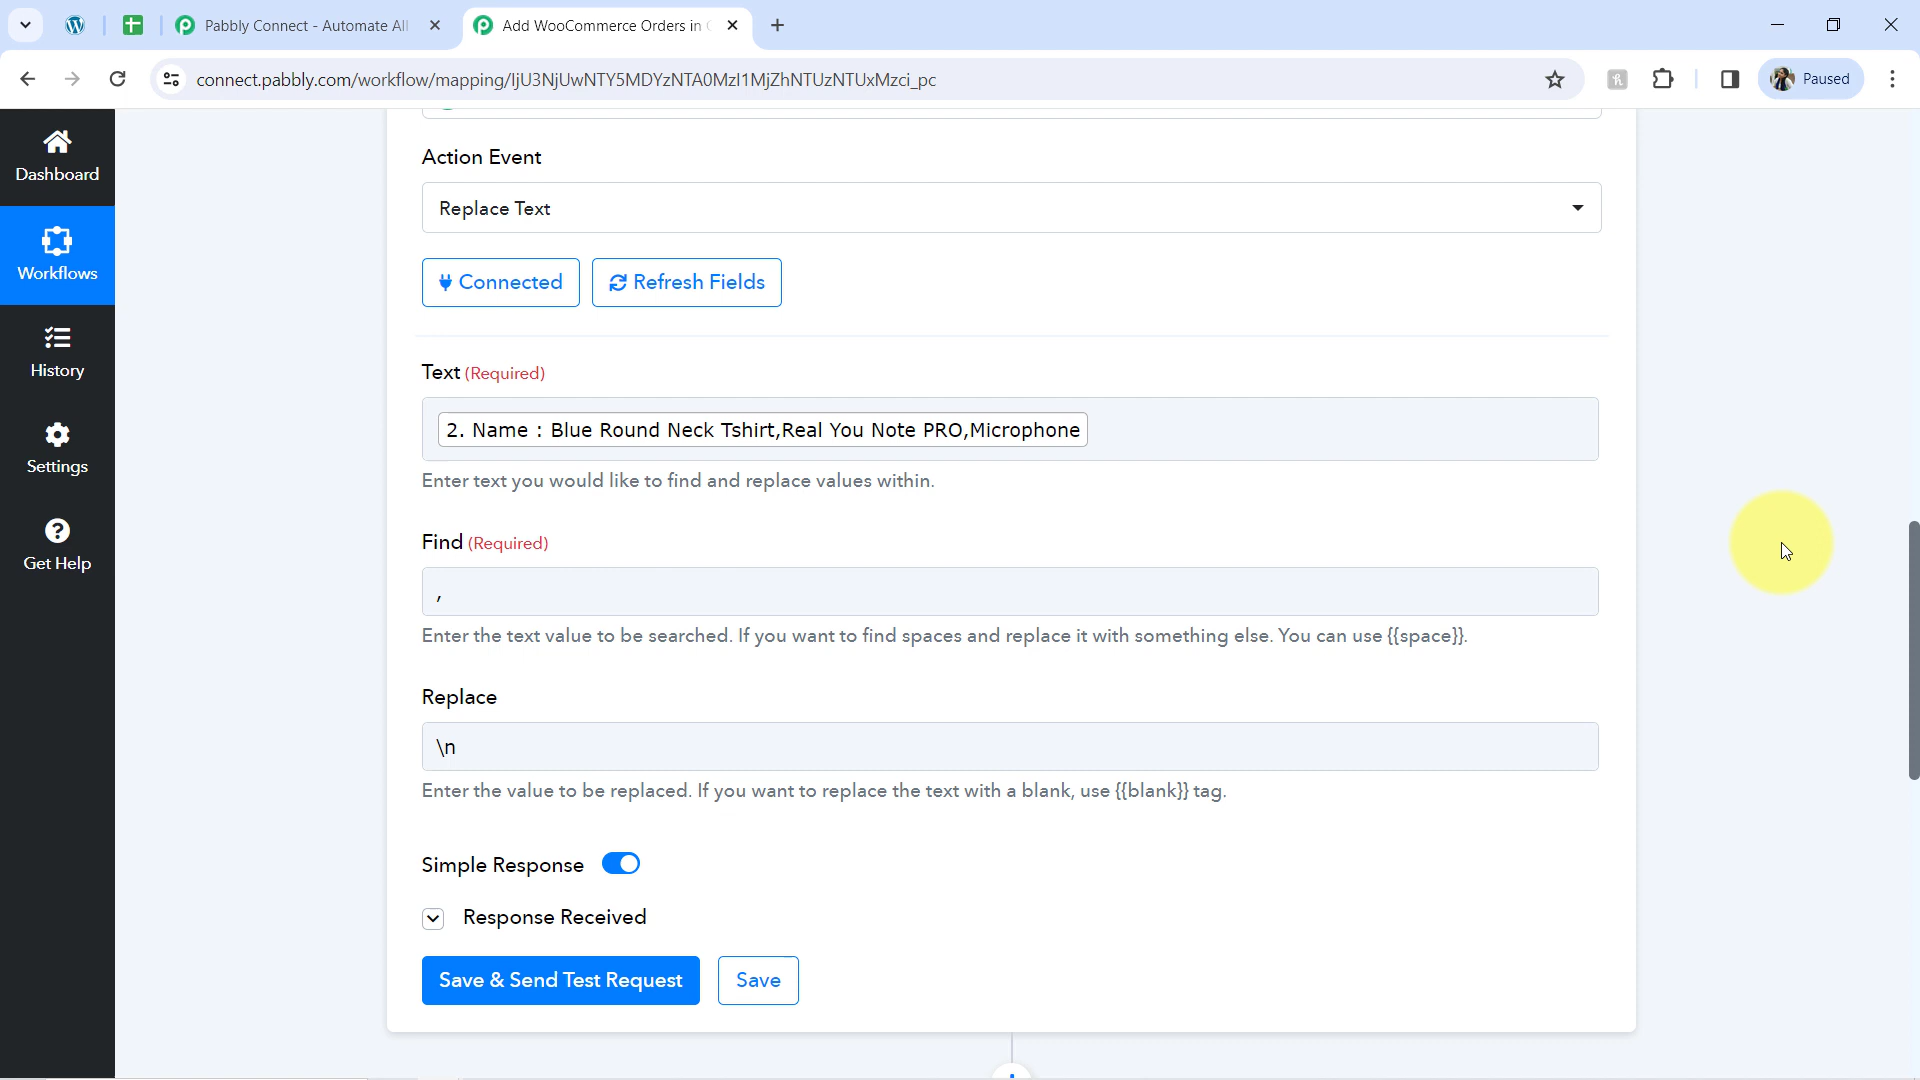 Pabbly Connect - Automate All
Add WooCommerce Orders in
connect.pabbly.com/workflow/mapping/IjU3NjUwNTY5MDYzNTA0MzI1MjZhNTUzNTUxMzci_pc
Paused
Dashboard
Workflows
History
Settings
Get Help
Action Event
Replace Text
Connected
Refresh Fields
Text (Required)
2. Name : Blue Round Neck Tshirt,Real You Note PRO,Microphone
Enter text you would like to find and replace values within.
Find (Required)
,
Enter the text value to be searched. If you want to find spaces and replace it with something else. You can use {{space}}.
Replace
\n
Enter the value to be replaced. If you want to replace the text with a blank, use {{blank}} tag.
Simple Response
Response Received
Save & Send Test Request
Save